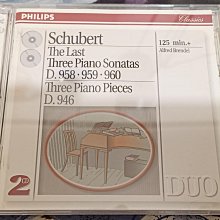 PHILIPS
Classics
Schubert
The Last
Three Piano Sonatas
D. 958 · 959 · 960
Three Piano Pieces
D. 946
125 min.+
Alfred Brendel
2 CD
DUO